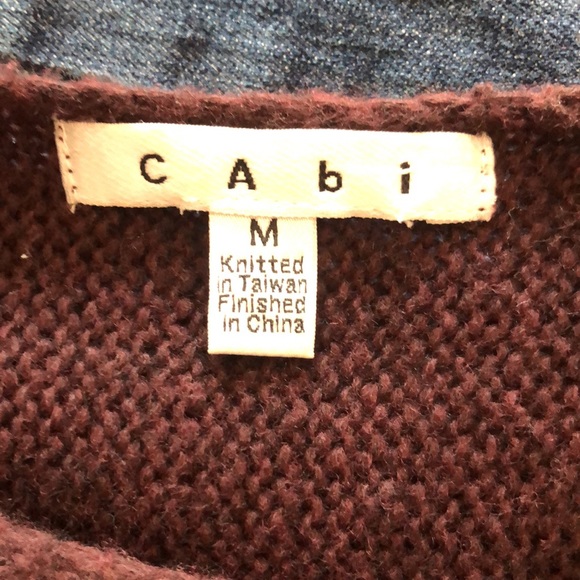 CAbi
M
Knitted
in Taiwan
Finished
in China